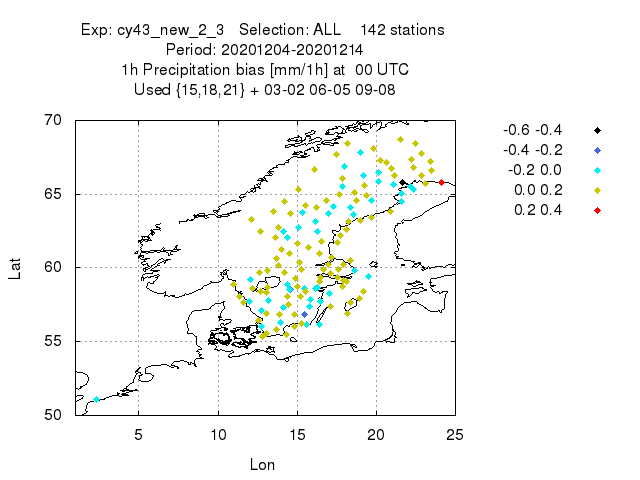 Exp: cy43_new_2_3   Selection: ALL    142 stations
Period: 20201204-20201214
1h Precipitation bias [mm/1h] at  00 UTC
Used {15,18,21} + 03-02 06-05 09-08
-0.6 -0.4
-0.4 -0.2
-0.2 0.0
0.0 0.2
0.2 0.4
70
65
60
55
50
Lat
5 10 15 20 25
Lon